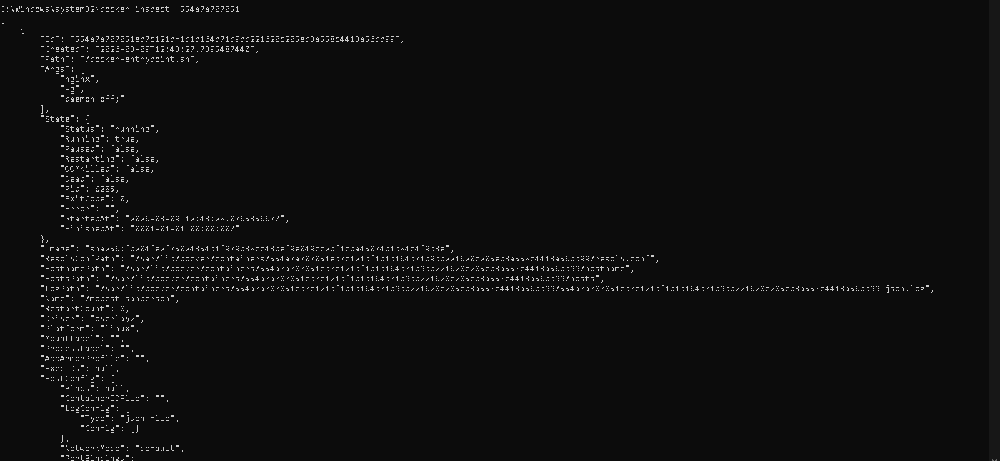 C:\Windows\system32>docker inspect  554a7a707051
[
    {
        "Id": "554a7a707051eb7c121bf1d1b164b71d9bd221620c205ed3a558c4413a56db99",
        "Created": "2026-03-09T12:43:27.739548744Z",
        "Path": "/docker-entrypoint.sh",
        "Args": [
            "nginx",
            "-g",
            "daemon off;"
        ],
        "State": {
            "Status": "running",
            "Running": true,
            "Paused": false,
            "Restarting": false,
            "OOMKilled": false,
            "Dead": false,
            "Pid": 6285,
            "ExitCode": 0,
            "Error": "",
            "StartedAt": "2026-03-09T12:43:28.076535667Z",
            "FinishedAt": "0001-01-01T00:00:00Z"
        },
        "Image": "sha256:fd204fe2f75024354b1f979d38cc43def9e049cc2df1cda45074d1b84c4f9b3e",
        "ResolvConfPath": "/var/lib/docker/containers/554a7a707051eb7c121bf1d1b164b71d9bd221620c205ed3a558c4413a56db99/resolv.conf",
        "HostnamePath": "/var/lib/docker/containers/554a7a707051eb7c121bf1d1b164b71d9bd221620c205ed3a558c4413a56db99/hostname",
        "HostsPath": "/var/lib/docker/containers/554a7a707051eb7c121bf1d1b164b71d9bd221620c205ed3a558c4413a56db99/hosts",
        "LogPath": "/var/lib/docker/containers/554a7a707051eb7c121bf1d1b164b71d9bd221620c205ed3a558c4413a56db99/554a7a707051eb7c121bf1d1b164b71d9bd221620c205ed3a558c4413a56db99-json.log",
        "Name": "/modest_sanderson",
        "RestartCount": 0,
        "Driver": "overlay2",
        "Platform": "linux",
        "MountLabel": "",
        "ProcessLabel": "",
        "AppArmorProfile": "",
        "ExecIDs": null,
        "HostConfig": {
            "Binds": null,
            "ContainerIDFile": "",
            "LogConfig": {
                "Type": "json-file",
                "Config": {}
            },
            "NetworkMode": "default",
            "PortBindings": {